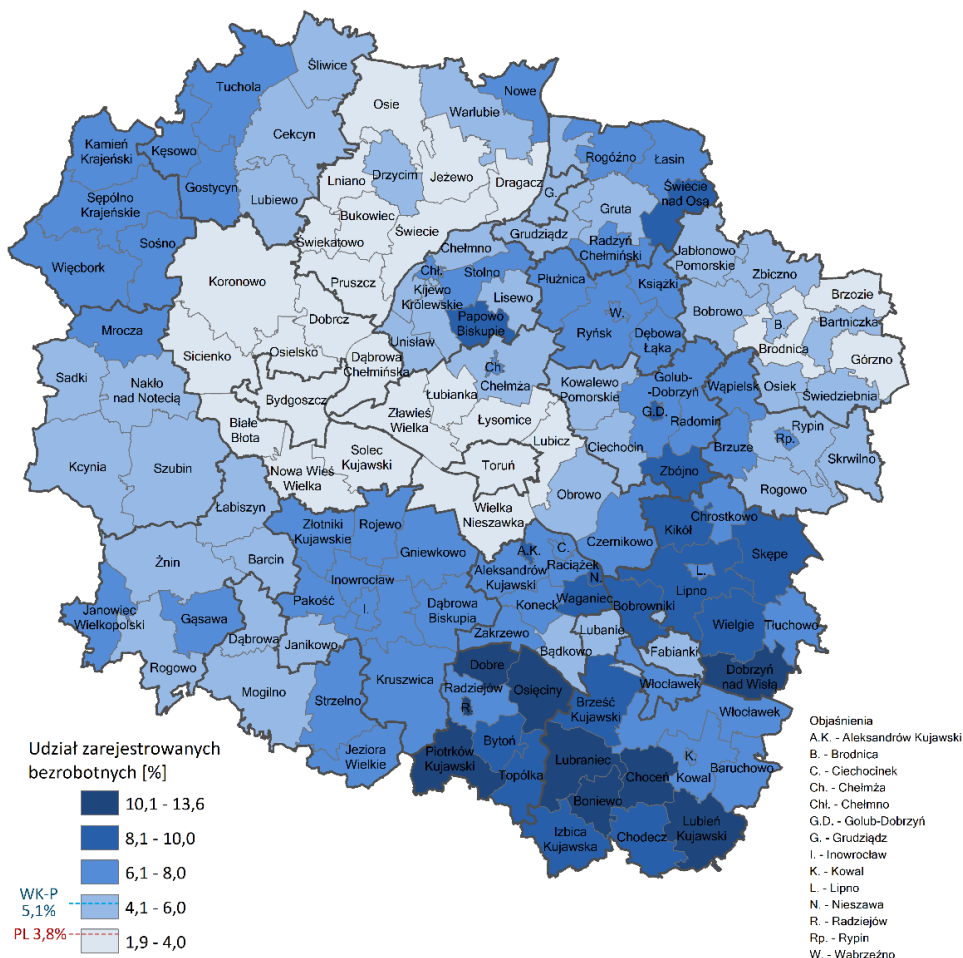 Śliwice
Tuchola
Nowe
Osie
Warlubie
Cekcyn
Kamień
Krajeński
Kęsowo
Rogóźno
Łasin
Drzycim
Jeżewo
Lniano
Dragacz
Świecie
nad Osą
Gostycyn
Sępólno
Krajeńskie
Lubiewo
G.
Gruta
Bukowiec
Świecie
Grudziądz
Świekatowo
Chełmno
Radzyń
Chełmiński
Sośno
Jabłonowo
Pomorskie
Więcbork
Chł.
Stolno
Płużnica
Zbiczno
Koronowo
Pruszcz
Kijewo
Królewskie
Lisewo
Książki
Brzozie
Bobrowo
Dobrcz
Papowo
Biskupie
W.
B.
Bartniczka
Mrocza
Ryńsk
Dębowa
Łąka
Unisław
Brodnica
Sicienko
Osielsko
Dąbrowa
Chełmińska
Górzno
Ch.
Sadki
Nakło
nad Notecią
Chełmża
Golub-
Dobrzyń
Wąpielsk
Osiek
Świedziebnia
Łubianka
Kowalewo
Pomorskie
Bydgoszcz
Zławieś
Wielka
G.D.
Łysomice
Radomin
Rypin
Białe
Błota
Lubicz
Rp.
Ciechocin
Brzuze
Skrwilno
Solec
Kujawski
Kcynia
Szubin
Toruń
Zbójno
Nowa Wieś
Wielka
Rogowo
Obrowo
Łabiszyn
Wielka
Nieszawka
Chrostkowo
Złotniki
Kujawskie
Rojewo
Kikół
Czernikowo
Gniewkowo
A.K.
C.
Skępe
Żnin
Barcin
Aleksandrów
Kujawski
Raciążek
L.
Inowrocław
N.
Lipno
Janowiec
Wielkopolski
Pakość
I.
Dąbrowa
Biskupia
Koneck
Waganiec
Bobrowniki
Gąsawa
Wielgie
Tłuchowo
Dąbrowa
Janikowo
Zakrzewo
Lubanie
Bądkowo
Fabianki
Rogowo
Dobre
Dobrzyń
nad Wisłą
Kruszwica
Radziejów
Włocławek
Mogilno
Strzelno
Osięciny
Brześć
Kujawski
R.
Włocławek
Jeziora
Wielkie
Piotrków
Kujawski
Bytoń
Lubraniec
K.
Kowal
Baruchowo
Topólka
Choceń
Boniewo
Izbica
Kujawska
Chodecz
Lubień
Kujawski
Udział zarejestrowanych
bezrobotnych [%]
10,1 - 13,6
8,1 - 10,0
6,1 - 8,0
4,1 - 6,0
1,9 - 4,0
WK-P
5,1%
PL 3,8%
Objaśnienia
A.K. - Aleksandrów Kujawski
B. - Brodnica
C. - Ciechocinek
Ch. - Chełmża
Chł. - Chełmno
G.D. - Golub-Dobrzyń
G. - Grudziądz
I. - Inowrocław
K. - Kowal
L. - Lipno
N. - Nieszawa
R. - Radziejów
Rp. - Rypin
W. - Wąbrzeźno